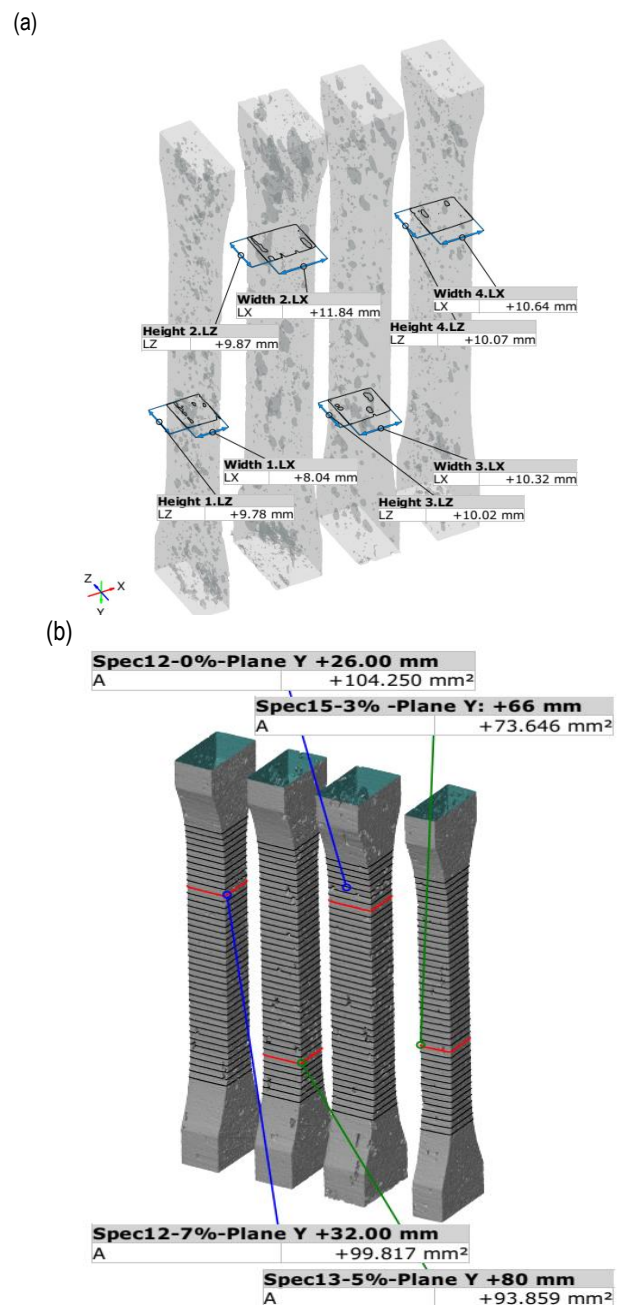 (a)
Width 4.LX
LX +10.64 mm
Width 2.LX
LX +11.84 mm
Height 2.LZ
LZ +9.87 mm
Height 4.LZ
LZ +10.07 mm
Width 1.LX
LX +8.04 mm
Width 3.LX
LX +10.32 mm
Height 1.LZ
LZ +9.78 mm
Height 3.LZ
LZ +10.02 mm
Z X
Y
(b)
Spec12-0%-Plane Y +26.00 mm
A +104.250 mm²
Spec15-3% -Plane Y: +66 mm
A +73.646 mm²
Spec12-7%-Plane Y +32.00 mm
A +99.817 mm²
Spec13-5%-Plane Y +80 mm
A +93.859 mm²